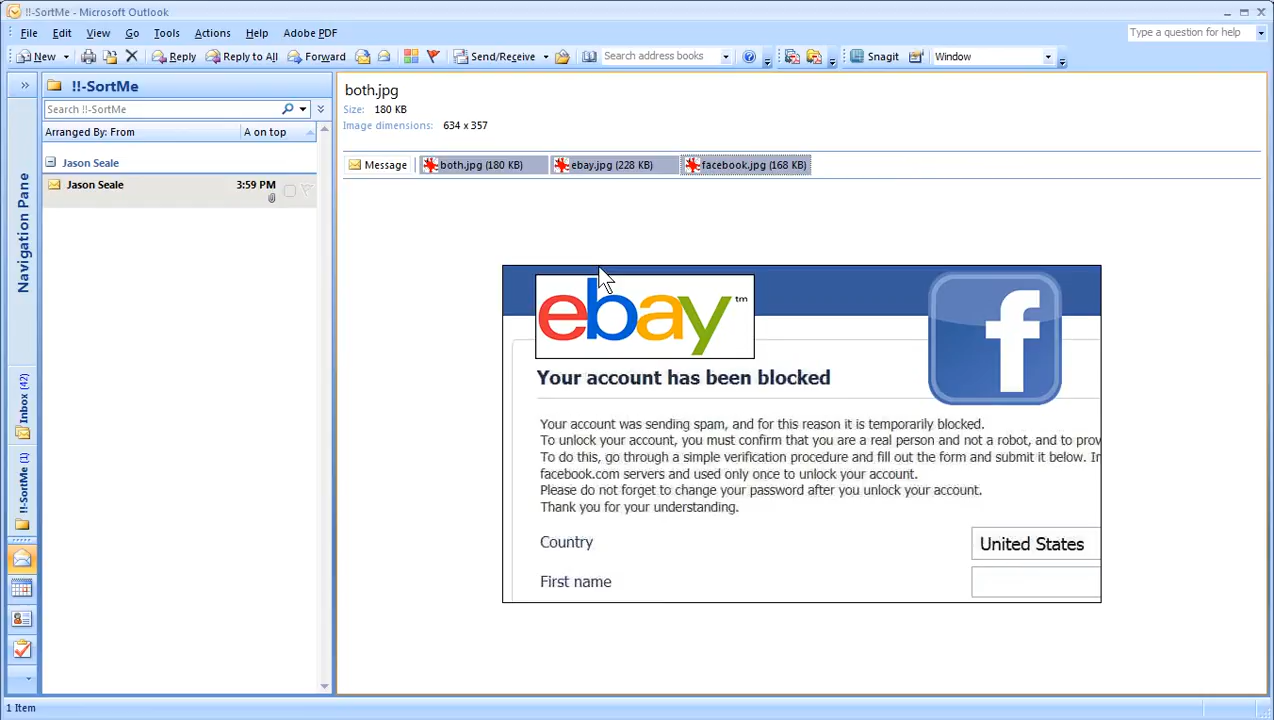 !!-SortMe - Microsoft Outlook
File Edit View Go Tools Actions Help Adobe PDF
Type a question for help
New Reply Reply to All Forward Send/Receive Search address books Snagit Window
!!-SortMe
Search !!-SortMe
Arranged By: From A on top
Jason Seale
Jason Seale 3:59 PM
Navigation Pane
Inbox (42)
!!-SortMe (1)
both.jpg
Size: 180 KB
Image dimensions: 634 x 357
Message both.jpg (180 KB) ebay.jpg (228 KB) facebook.jpg (168 KB)
ebay™
f
Your account has been blocked
Your account was sending spam, and for this reason it is temporarily blocked.
To unlock your account, you must confirm that you are a real person and not a robot, and to prov
To do this, go through a simple verification procedure and fill out the form and submit it below. In
facebook.com servers and used only once to unlock your account.
Please do not forget to change your password after you unlock your account.
Thank you for your understanding.
Country United States
First name
1 Item